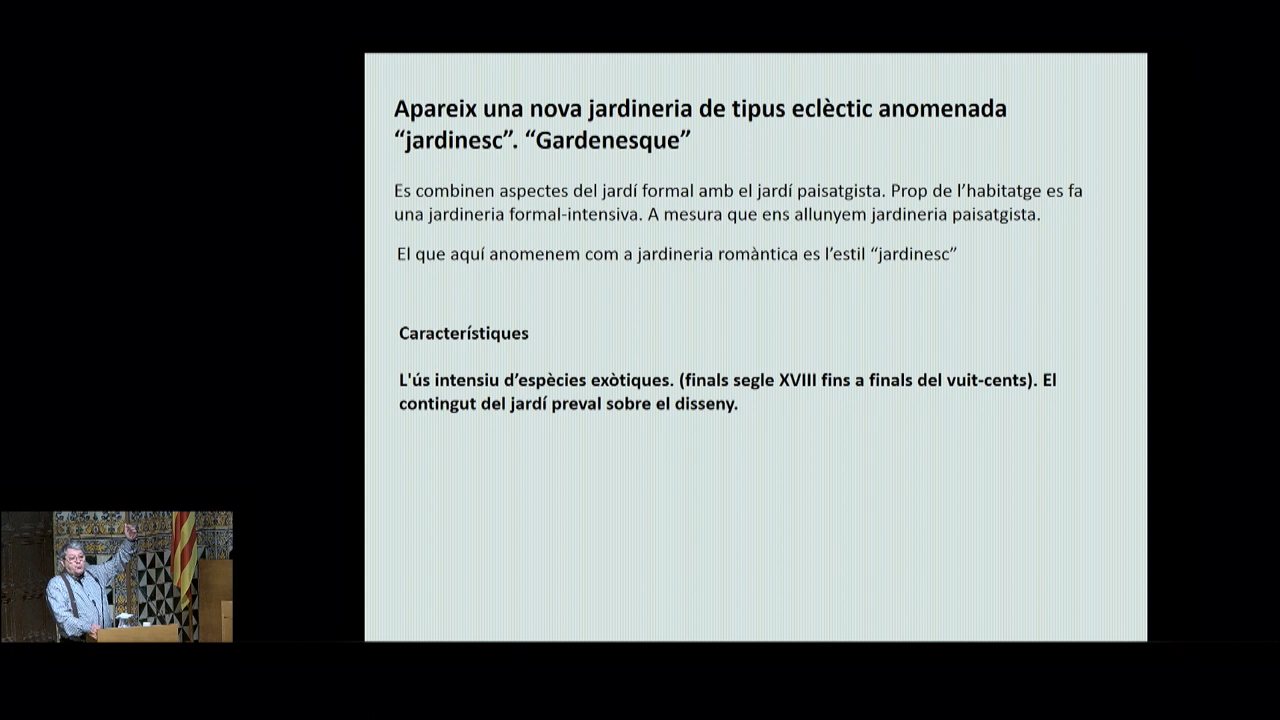 Apareix una nova jardineria de tipus eclèctic anomenada
“jardinesc”. “Gardenesque”
Es combinen aspectes del jardí formal amb el jardí paisatgista. Prop de l’habitatge es fa
una jardineria formal-intensiva. A mesura que ens allunyem jardineria paisatgista.
El que aquí anomenem com a jardineria romàntica es l’estil “jardinesc”
Característiques
L'ús intensiu d’espècies exòtiques. (finals segle XVIII fins a finals del vuit-cents). El
contingut del jardí preval sobre el disseny.